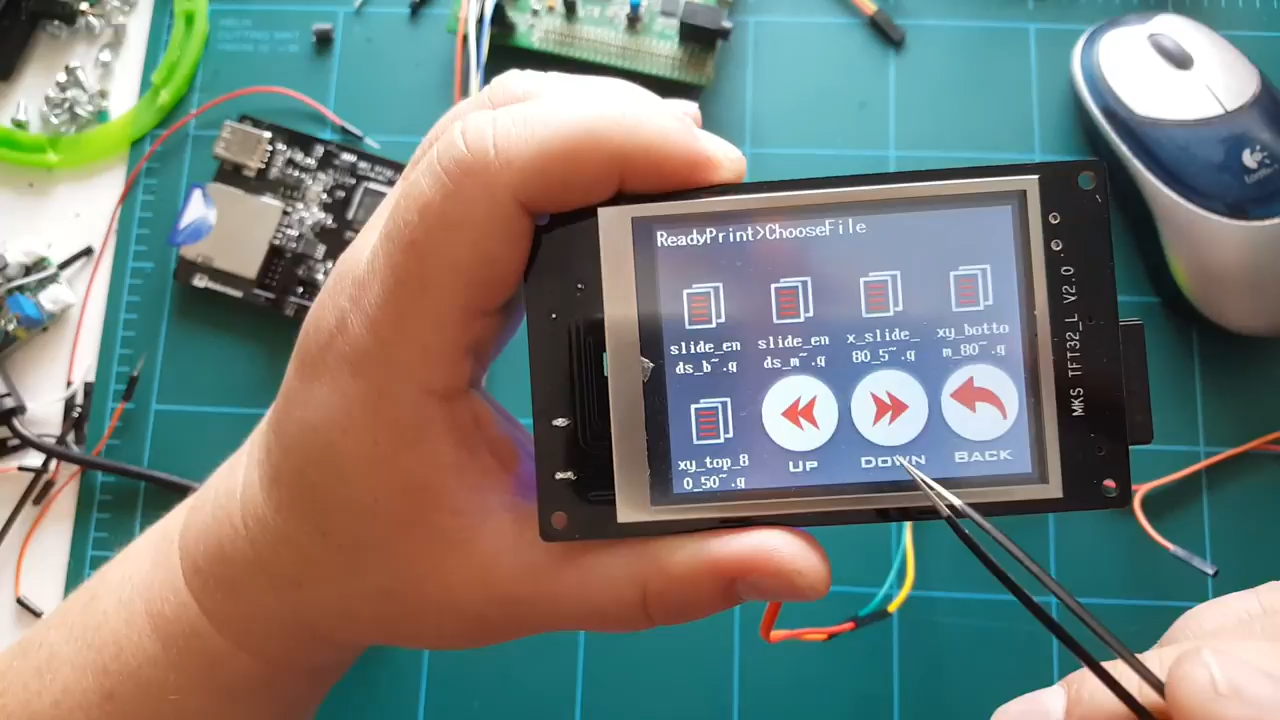 ReadyPrint>ChooseFile
slide_en
ds_b~.g
slide_en
ds_m~.g
x_slide_
80_5~.g
xy_botto
m_80~.g
xy_top_8
0_50~.g
UP
DOWN
BACK
MKS TFT32_L V2.0